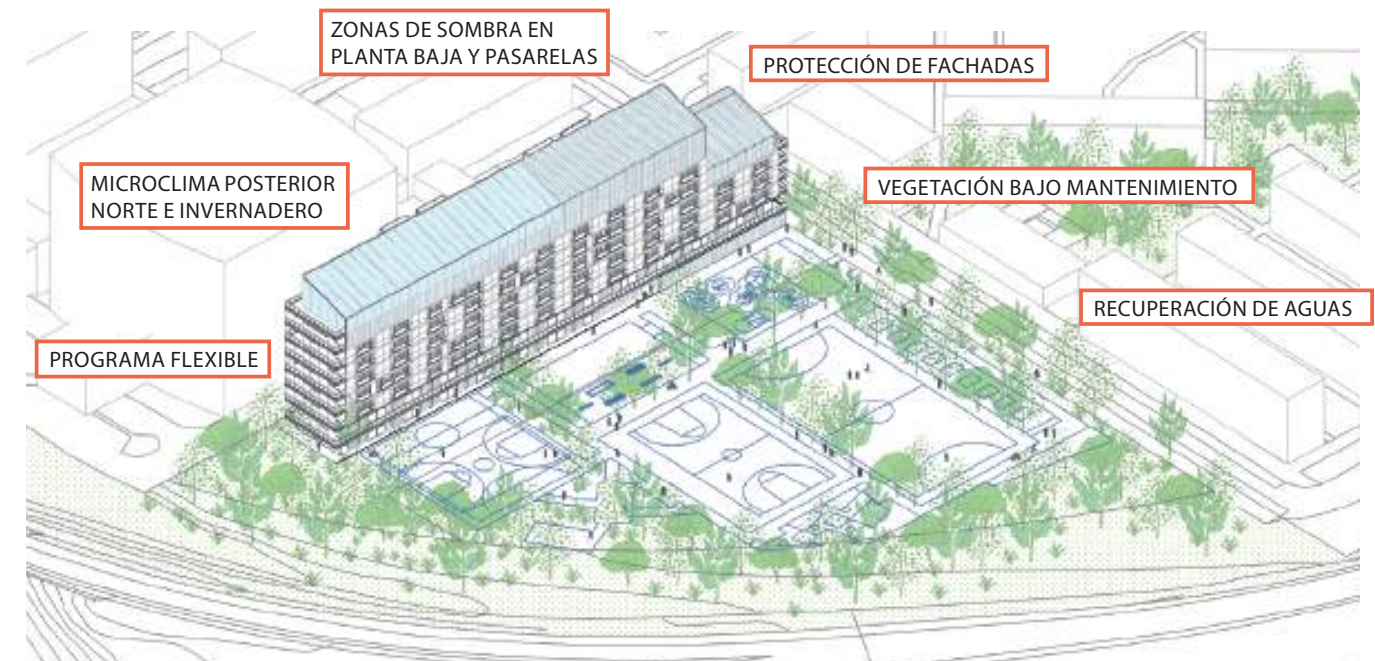 ZONAS DE SOMBRA EN
PLANTA BAJA Y PASARELAS
PROTECCIÓN DE FACHADAS
MICROCLIMA POSTERIOR
NORTE E INVERNADERO
VEGETACIÓN BAJO MANTENIMIENTO
RECUPERACIÓN DE AGUAS
PROGRAMA FLEXIBLE